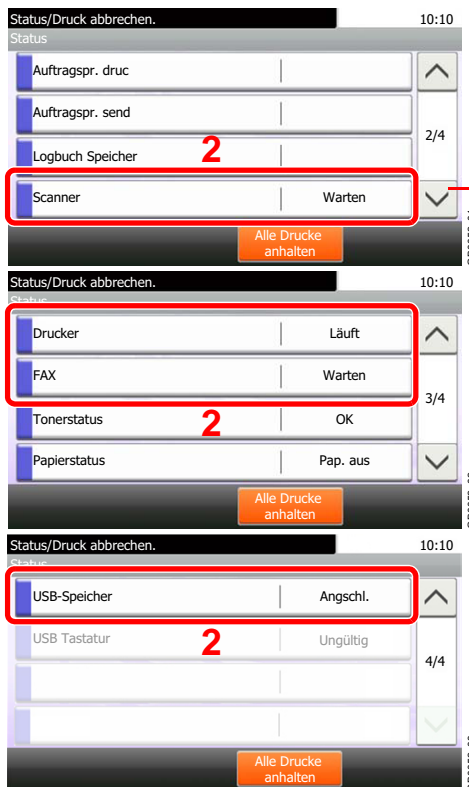 Status/Druck abbrechen. 10:10
Status
Auftragspr. druc
Auftragspr. send
2/4
Logbuch Speicher
2
Scanner Warten
Alle Drucke
anhalten
Status/Druck abbrechen. 10:10
Status
Drucker Läuft
FAX Warten
3/4
Tonerstatus OK
2
Papierstatus Pap. aus
Alle Drucke
anhalten
Status/Druck abbrechen. 10:10
Status
USB-Speicher Angschl.
USB Tastatur Ungültig
2
4/4
Alle Drucke
anhalten